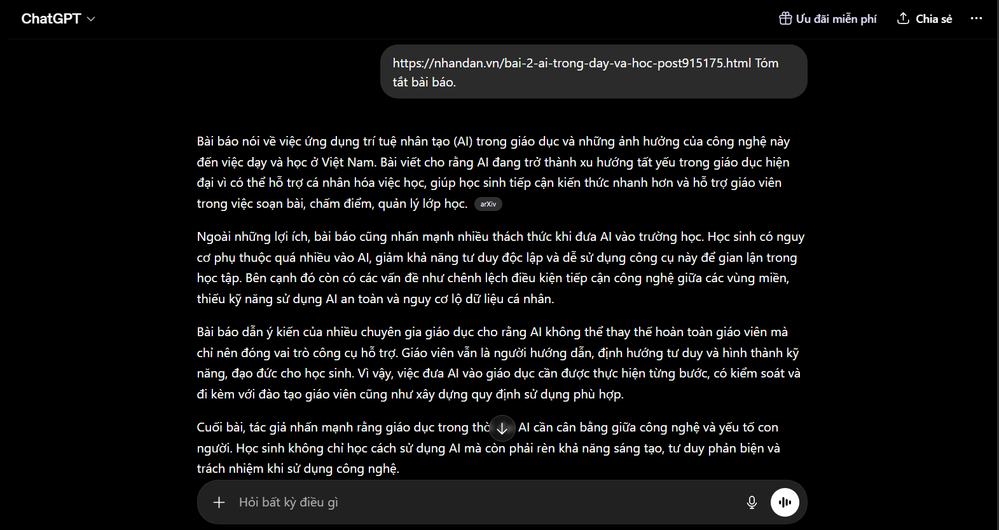 ChatGPT
Ưu đãi miễn phí
Chia sẻ
https://nhandan.vn/bai-2-ai-trong-day-va-hoc-post915175.html Tóm
tắt bài báo.
Bài báo nói về việc ứng dụng trí tuệ nhân tạo (AI) trong giáo dục và những ảnh hưởng của công nghệ này
đến việc dạy và học ở Việt Nam. Bài viết cho rằng AI đang trở thành xu hướng tất yếu trong giáo dục hiện
đại vì có thể hỗ trợ cá nhân hóa việc học, giúp học sinh tiếp cận kiến thức nhanh hơn và hỗ trợ giáo viên
trong việc soạn bài, chấm điểm, quản lý lớp học. arXiv
Ngoài những lợi ích, bài báo cũng nhấn mạnh nhiều thách thức khi đưa AI vào trường học. Học sinh có nguy
cơ phụ thuộc quá nhiều vào AI, giảm khả năng tư duy độc lập và dễ sử dụng công cụ này để gian lận trong
học tập. Bên cạnh đó còn có các vấn đề như chênh lệch điều kiện tiếp cận công nghệ giữa các vùng miền,
thiếu kỹ năng sử dụng AI an toàn và nguy cơ lộ dữ liệu cá nhân.
Bài báo dẫn ý kiến của nhiều chuyên gia giáo dục cho rằng AI không thể thay thế hoàn toàn giáo viên mà
chỉ nên đóng vai trò công cụ hỗ trợ. Giáo viên vẫn là người hướng dẫn, định hướng tư duy và hình thành kỹ
năng, đạo đức cho học sinh. Vì vậy, việc đưa AI vào giáo dục cần được thực hiện từng bước, có kiểm soát và
đi kèm với đào tạo giáo viên cũng như xây dựng quy định sử dụng phù hợp.
Cuối bài, tác giả nhấn mạnh rằng giáo dục trong AI cần cân bằng giữa công nghệ và yếu tố con
người. Học sinh không chỉ học cách sử dụng AI mà còn phải rèn khả năng sáng tạo, tư duy phản biện và
trách nhiệm khi sử dụng công nghệ.
Hỏi bất kỳ điều gì